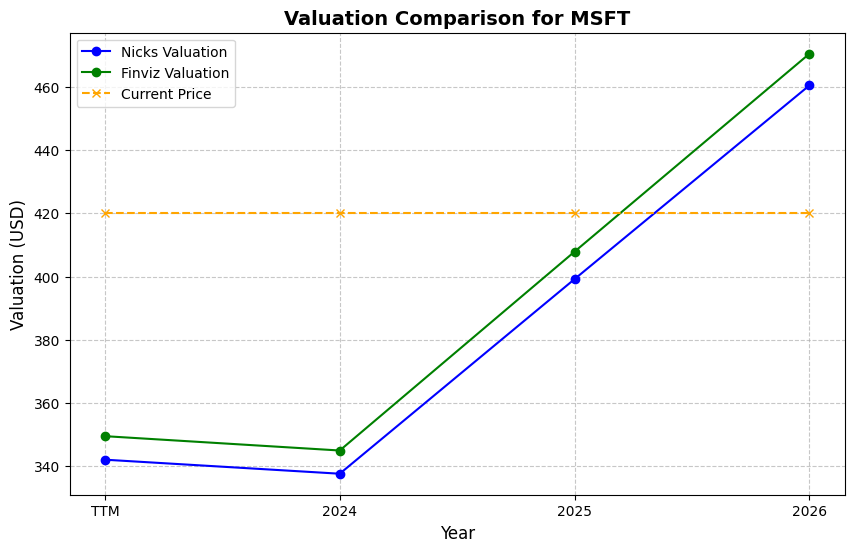 Valuation Comparison for MSFT
Nicks Valuation
Finviz Valuation
Current Price
Valuation (USD)
460
440
420
400
380
360
340
TTM
2024
2025
2026
Year